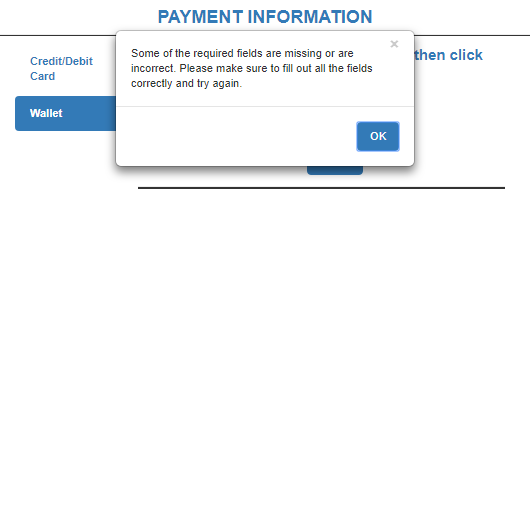 PAYMENT INFORMATION
Credit/Debit
Card
Wallet
then click
×
Some of the required fields are missing or are
incorrect. Please make sure to fill out all the fields
correctly and try again.
OK